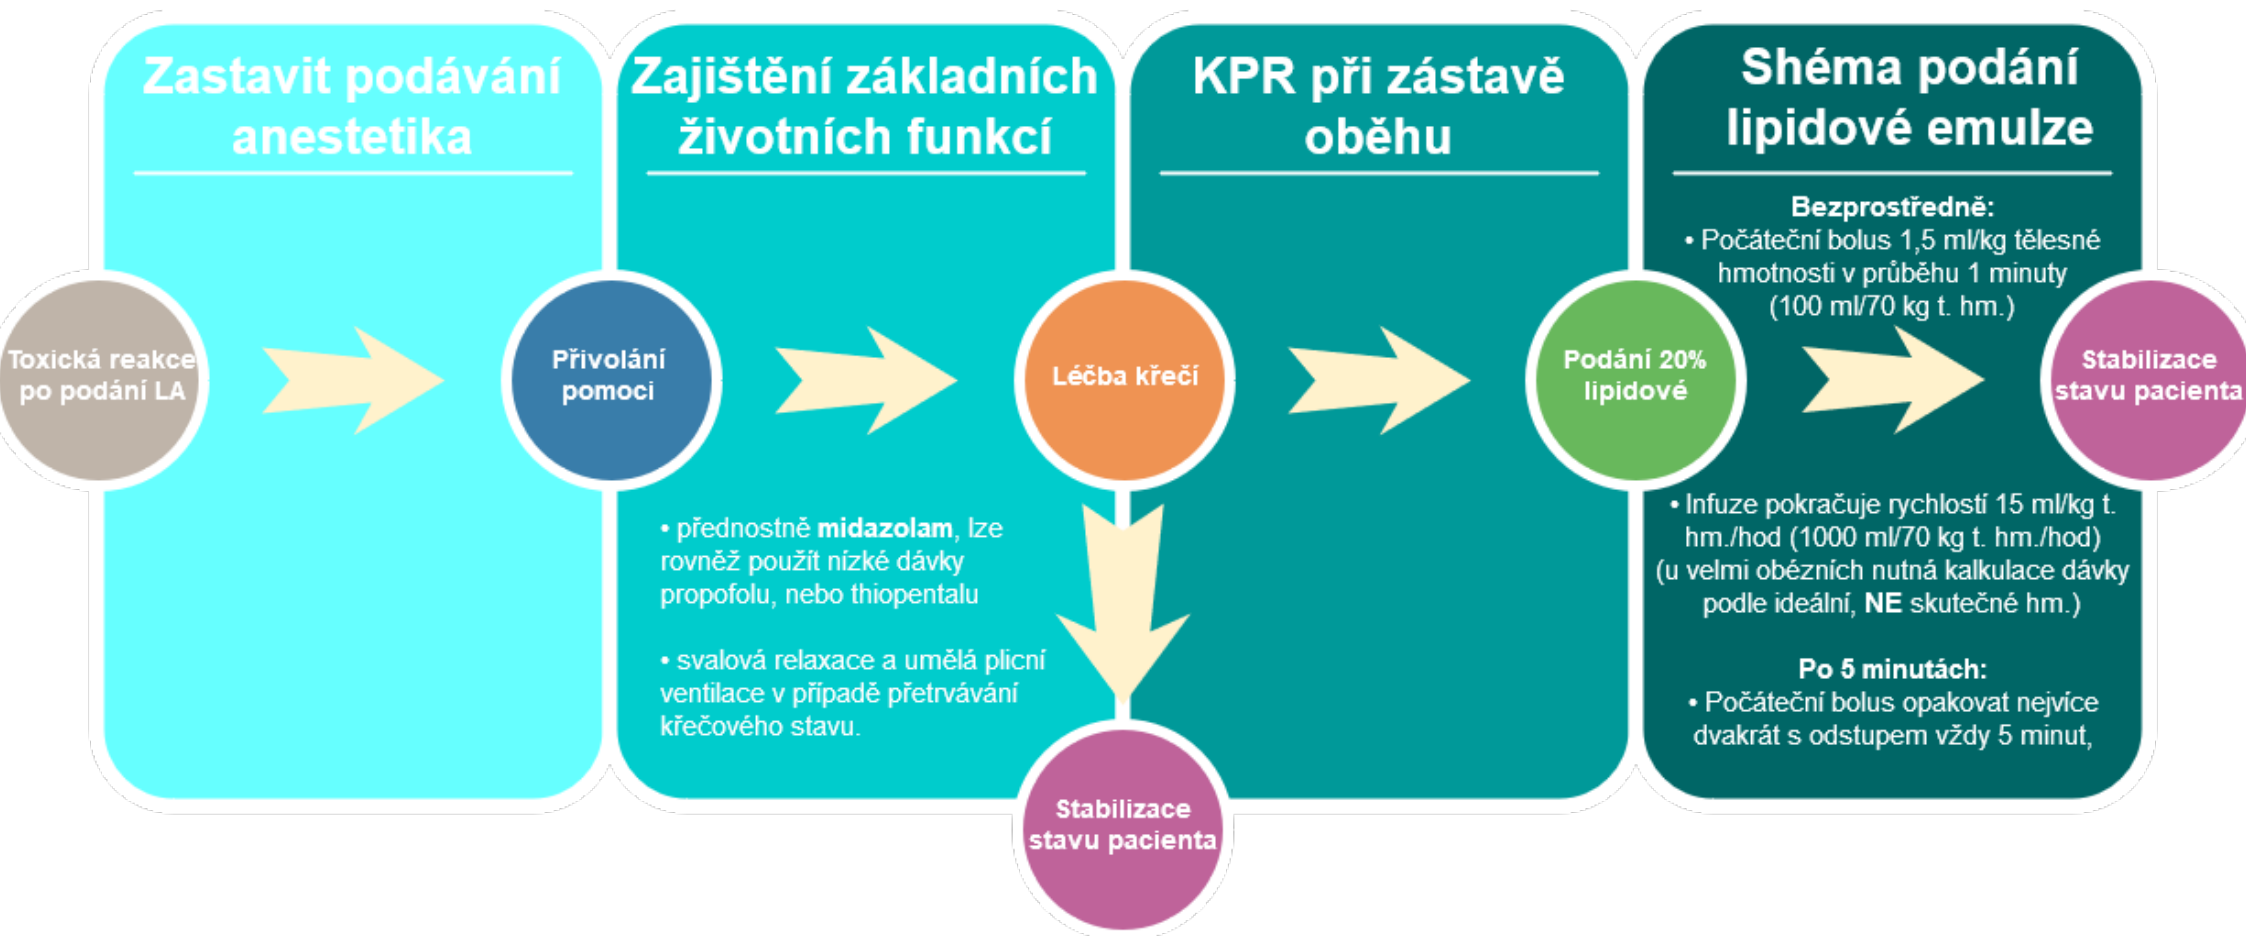 Zastavit podávání
anestetika
Toxická reakce
po podání LA
Zajištění základních
životních funkcí
Přivolání
pomoci
• přednostně midazolam, lze
rovněž použít nízké dávky
propofolu, nebo thiopentalu
• svalová relaxace a umělá plicní
ventilace v případě přetrvávání
křečového stavu.
KPR při zástavě
oběhu
Léčba křečí
Stabilizace
stavu pacienta
Shéma podání
lipidové emulze
Podání 20%
lipidové
Bezprostředně:
• Počáteční bolus 1,5 ml/kg tělesné
hmotnosti v průběhu 1 minuty
(100 ml/70 kg t. hm.)
• Infuze pokračuje rychlostí 15 ml/kg t.
hm./hod (1000 ml/70 kg t. hm./hod)
(u velmi obézních nutná kalkulace dávky
podle ideální, NE skutečné hm.)
Po 5 minutách:
• Počáteční bolus opakovat nejvíce
dvakrát s odstupem vždy 5 minut,
Stabilizace
stavu pacienta